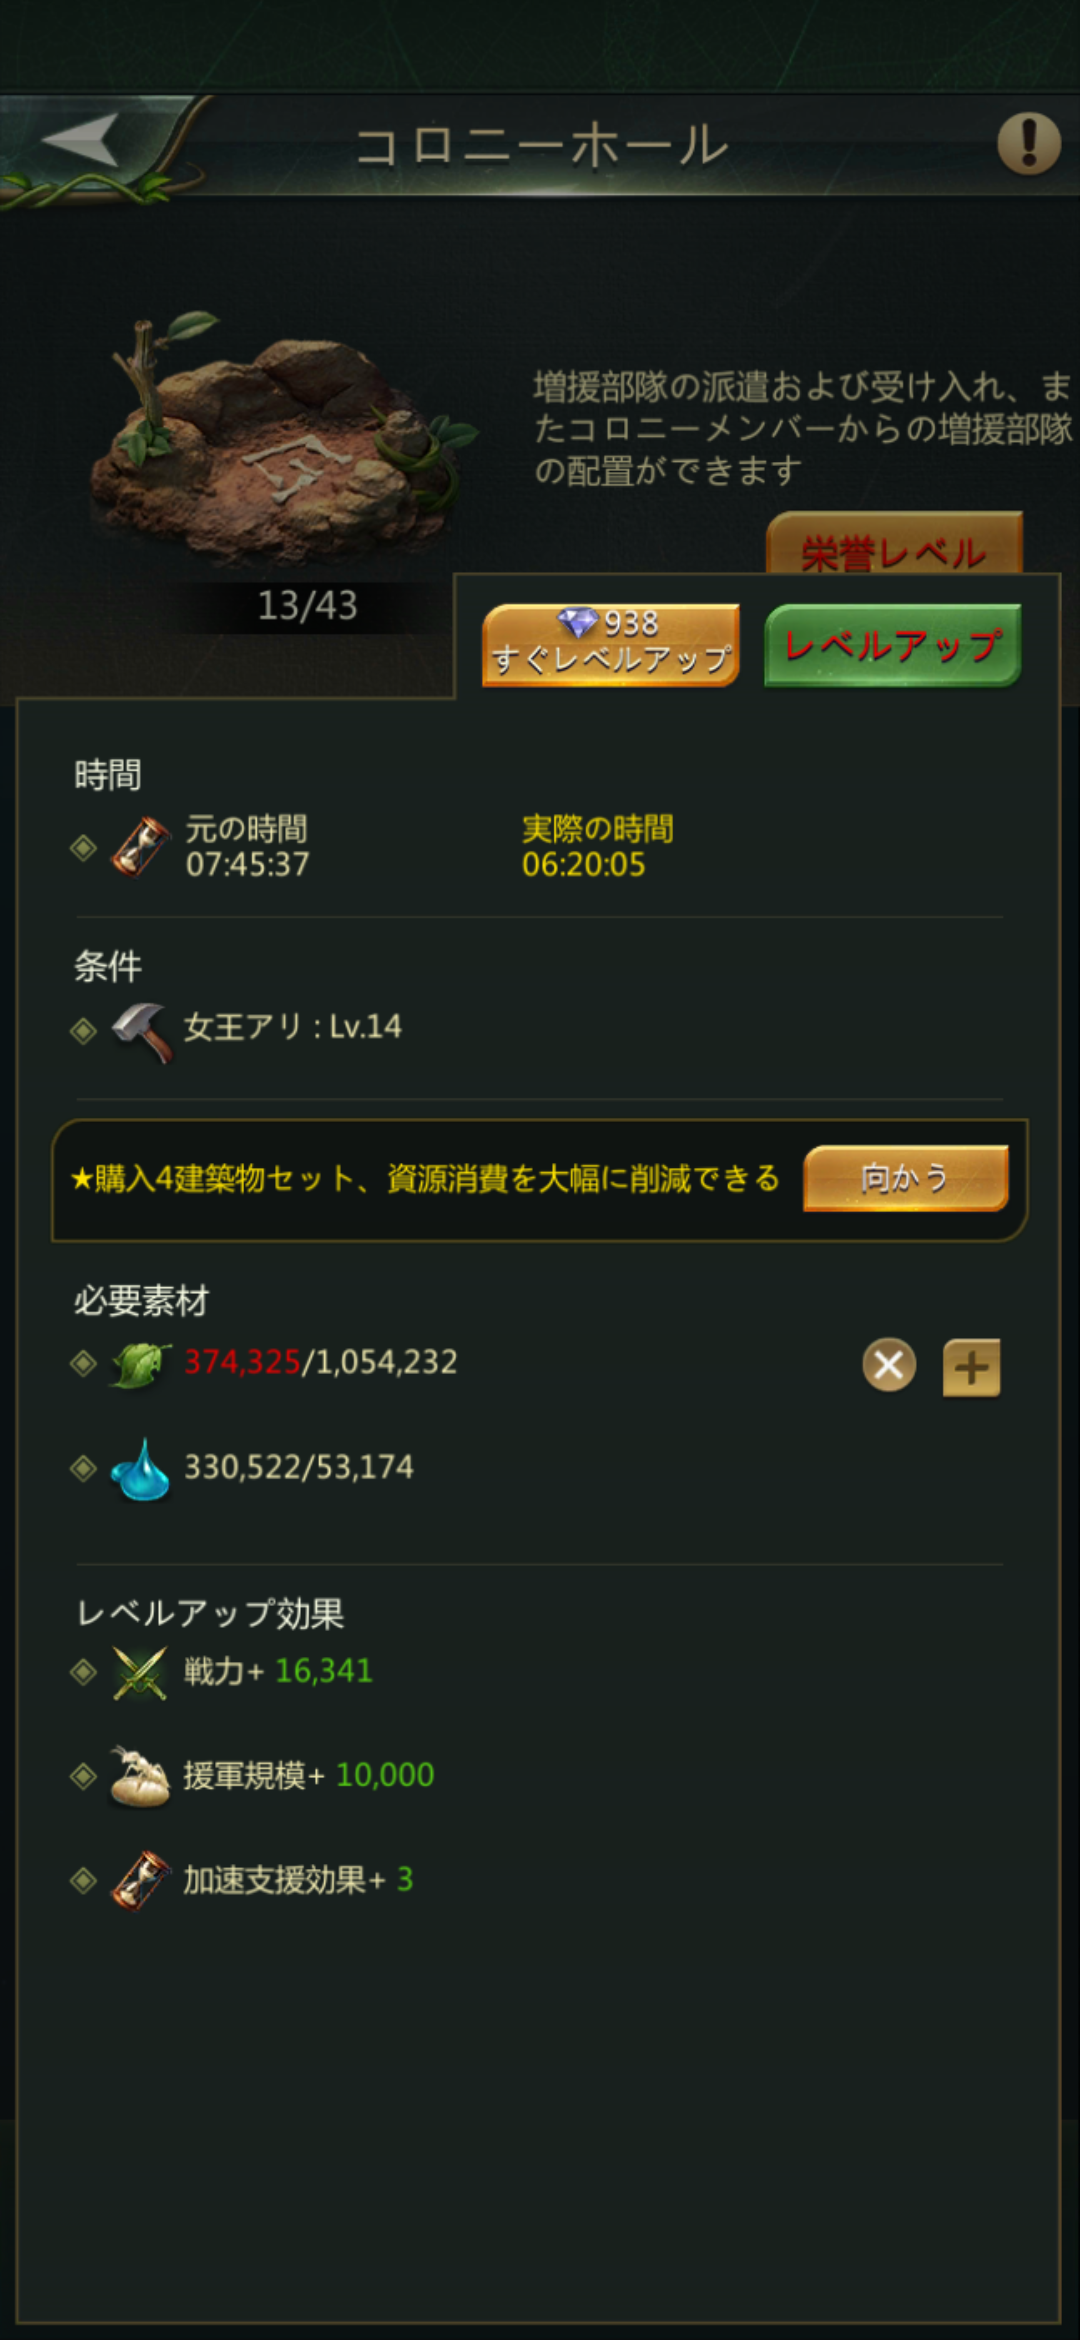 コロニーホール
増援部隊の派遣および受け入れ、ま
たコロニーメンバーからの増援部隊
の配置ができます
栄誉レベル
13/43
938
すぐレベルアップ
レベルアップ
時間
元の時間 実際の時間
07:45:37 06:20:05
条件
女王アリ : Lv.14
★購入4建築物セット、資源消費を大幅に削減できる 向かう
必要素材
374,325/1,054,232
330,522/53,174
レベルアップ効果
戦力+ 16,341
援軍規模+ 10,000
加速支援効果+ 3